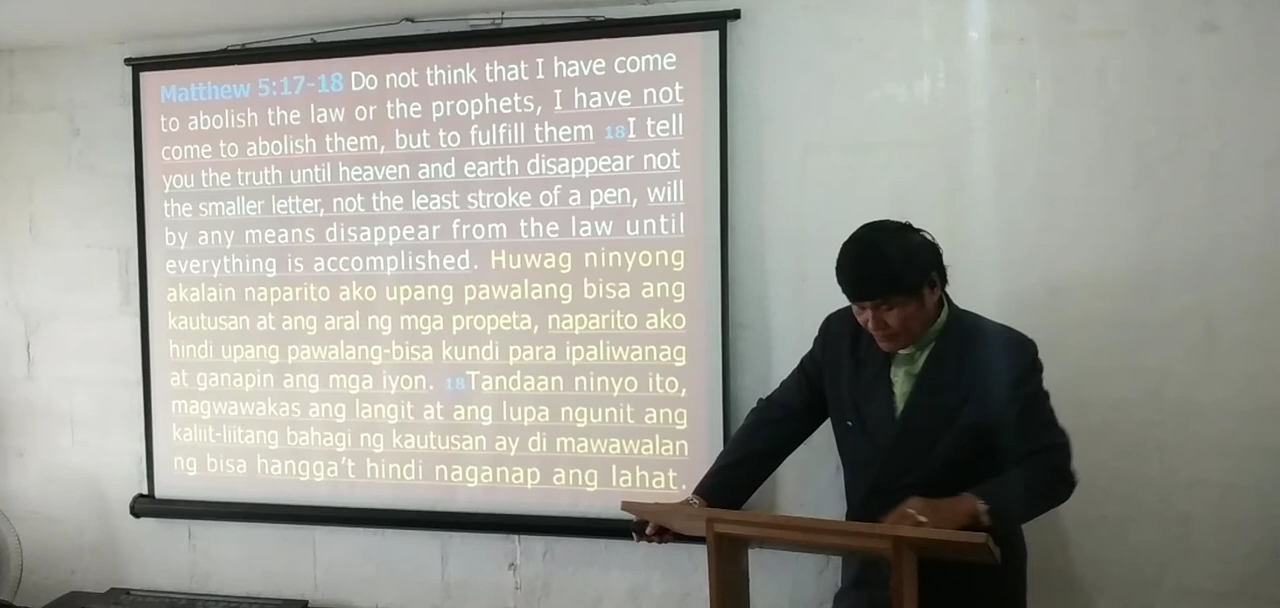 Matthew 5:17-18 Do not think that I have come
to abolish the law or the prophets, I have not
come to abolish them, but to fulfill them 18I tell
you the truth until heaven and earth disappear not
the smaller letter, not the least stroke of a pen, will
by any means disappear from the law until
everything is accomplished. Huwag ninyong
akalain naparito ako upang pawalang bisa ang
kautusan at ang aral ng mga propeta, naparito ako
hindi upang pawalang-bisa kundi para ipaliwanag
at ganapin ang mga iyon. 18Tandaan ninyo ito,
magwawakas ang langit at ang lupa ngunit ang
kaliit-liitang bahagi ng kautusan ay di mawawalan
ng bisa hangga't hindi naganap ang lahat.